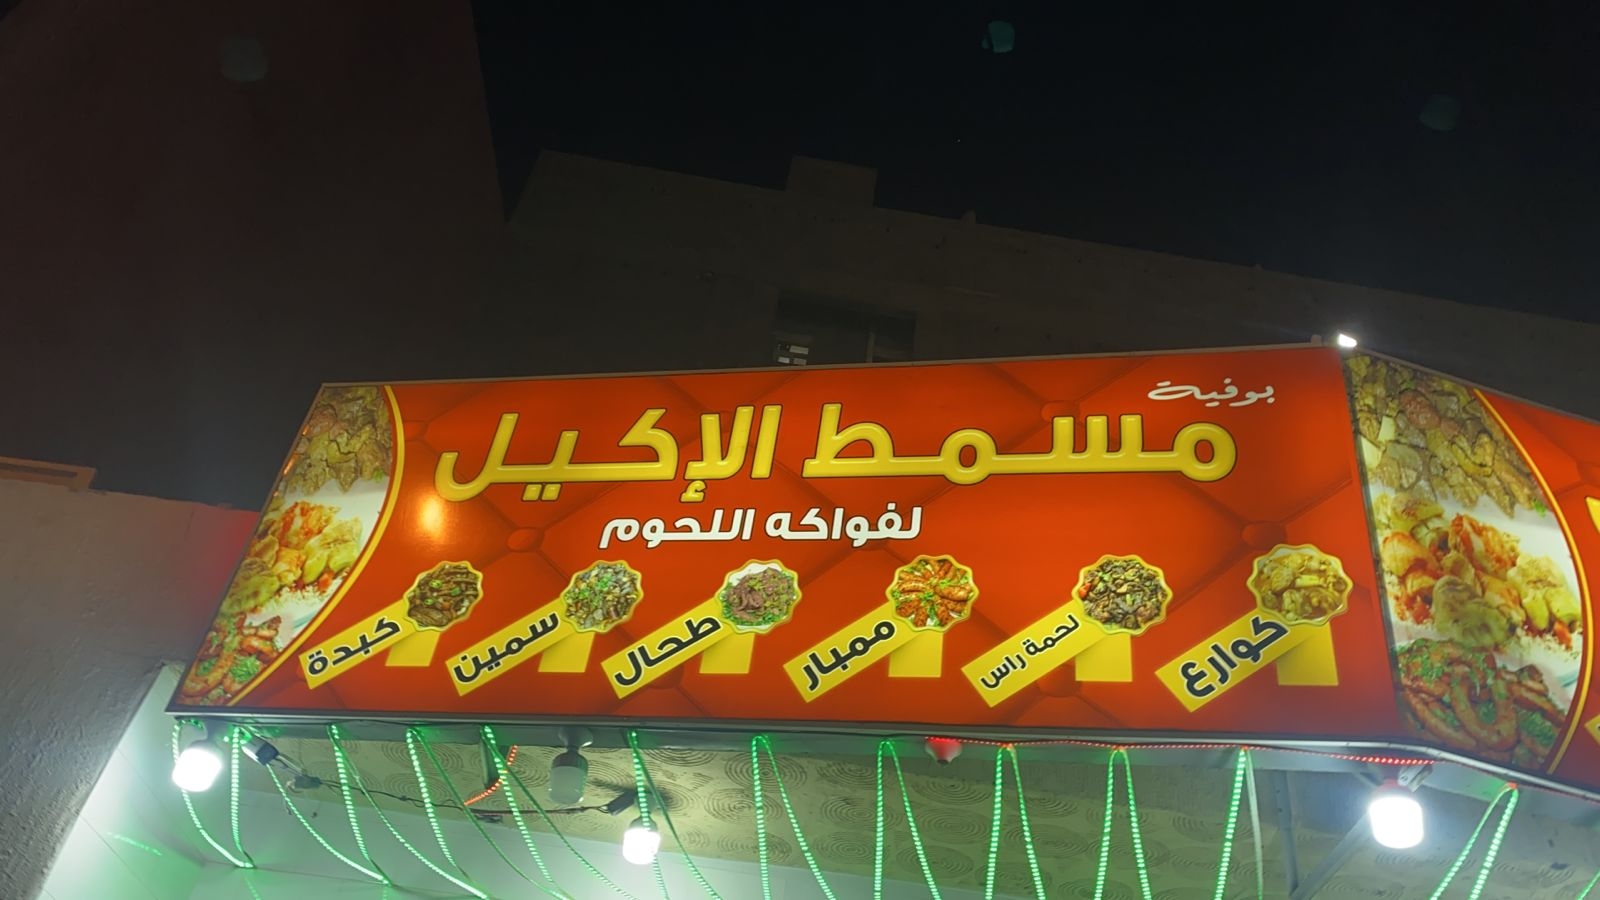 بوفية
مسمط الإكيل
لفواكه اللحوم
كوارع
لحمة راس
ممبار
طحال
سمين
كبدة